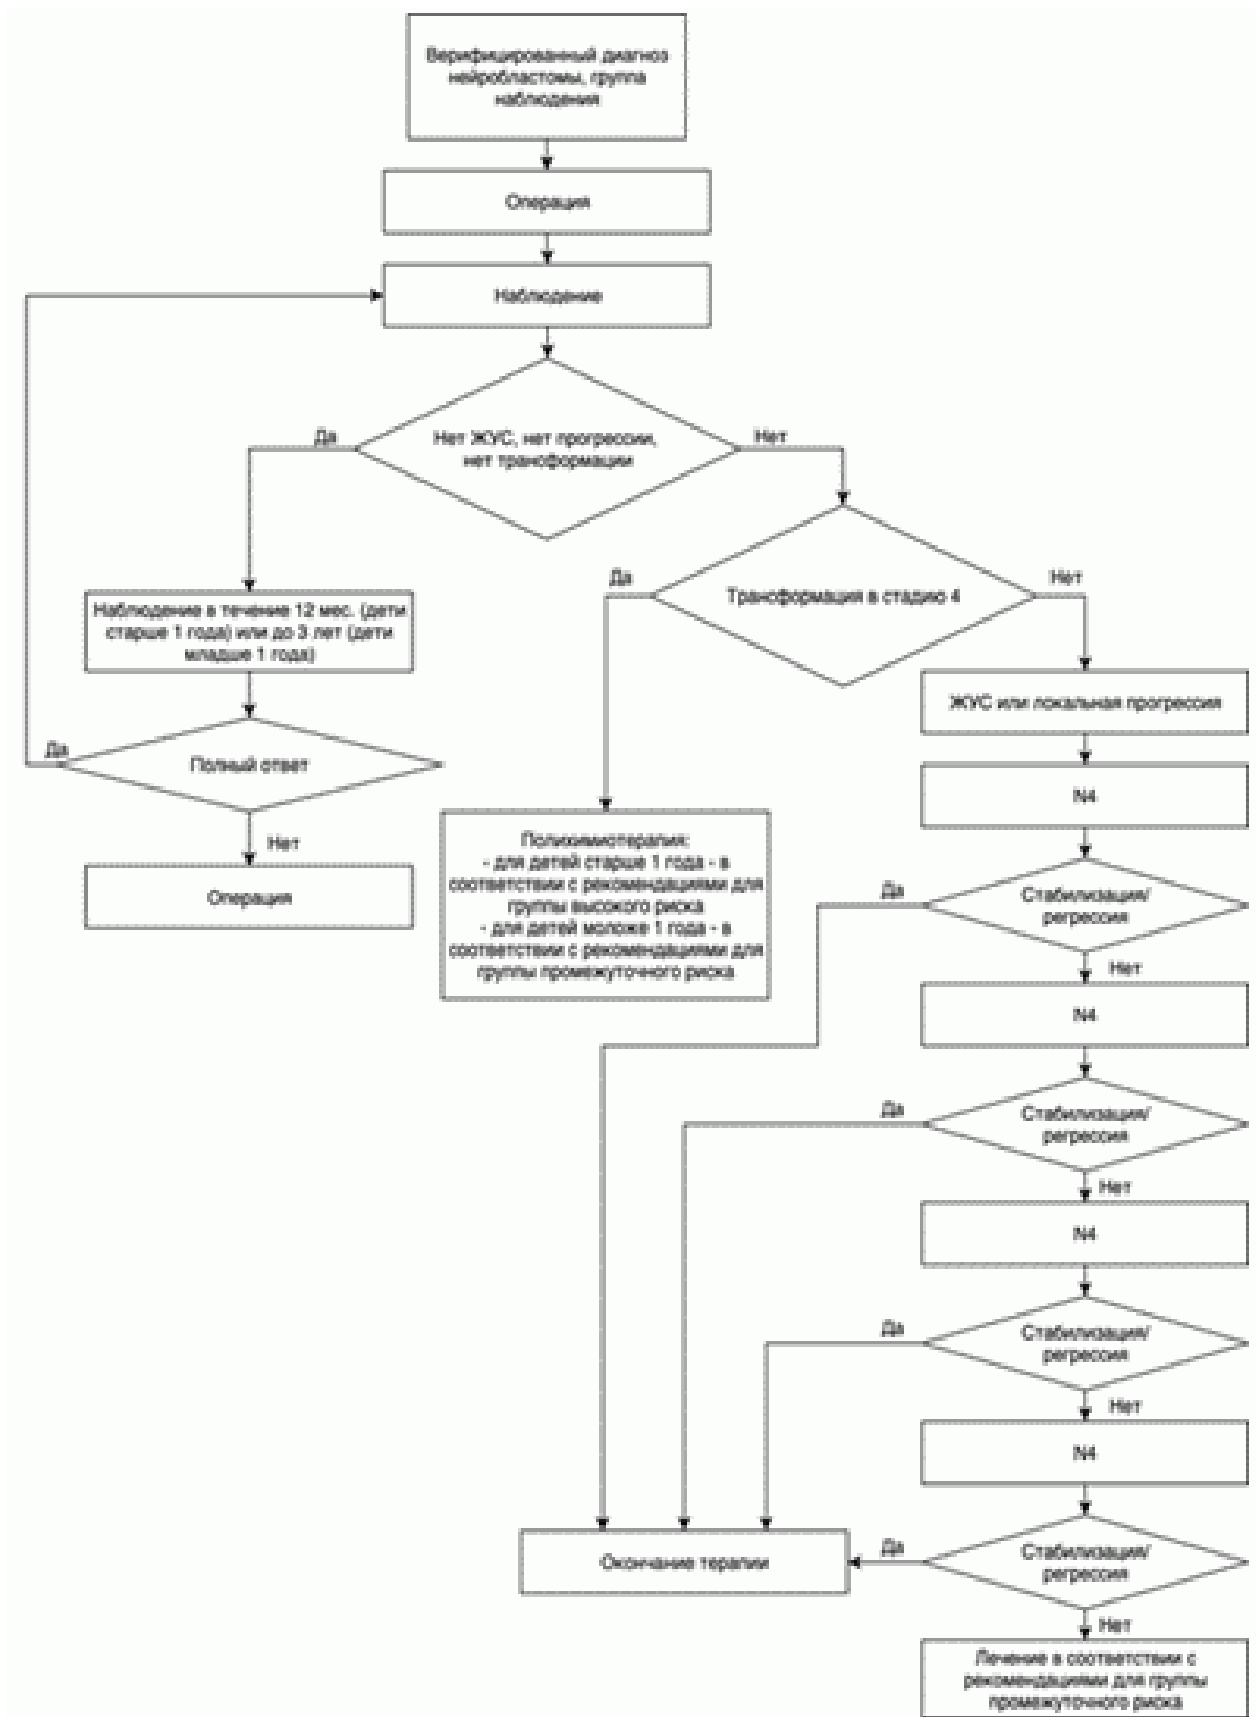 Верифицированный диагноз
нейробластомы, группа
наблюдения
Операция
Наблюдение
Да
Нет ЖУС, нет прогрессии,
нет трансформации
Нет
Да
Трансформация в стадию 4
Нет
Наблюдение в течение 12 мес. (дети
старше 1 года) или до 3 лет (дети
младше 1 года)
ЖУС или локальная прогрессия
Да
Полный ответ
Нет
Операция
N4
Полихимиотерапия:
- для детей старше 1 года - в
соответствии с рекомендациями для
группы высокого риска
- для детей моложе 1 года - в
соответствии с рекомендациями для
группы промежуточного риска
Да
Стабилизация/
регрессия
Нет
N4
Да
Стабилизация/
регрессия
Нет
N4
Да
Стабилизация/
регрессия
Нет
N4
Окончание терапии
Да
Стабилизация/
регрессия
Нет
Лечение в соответствии с
рекомендациями для группы
промежуточного риска